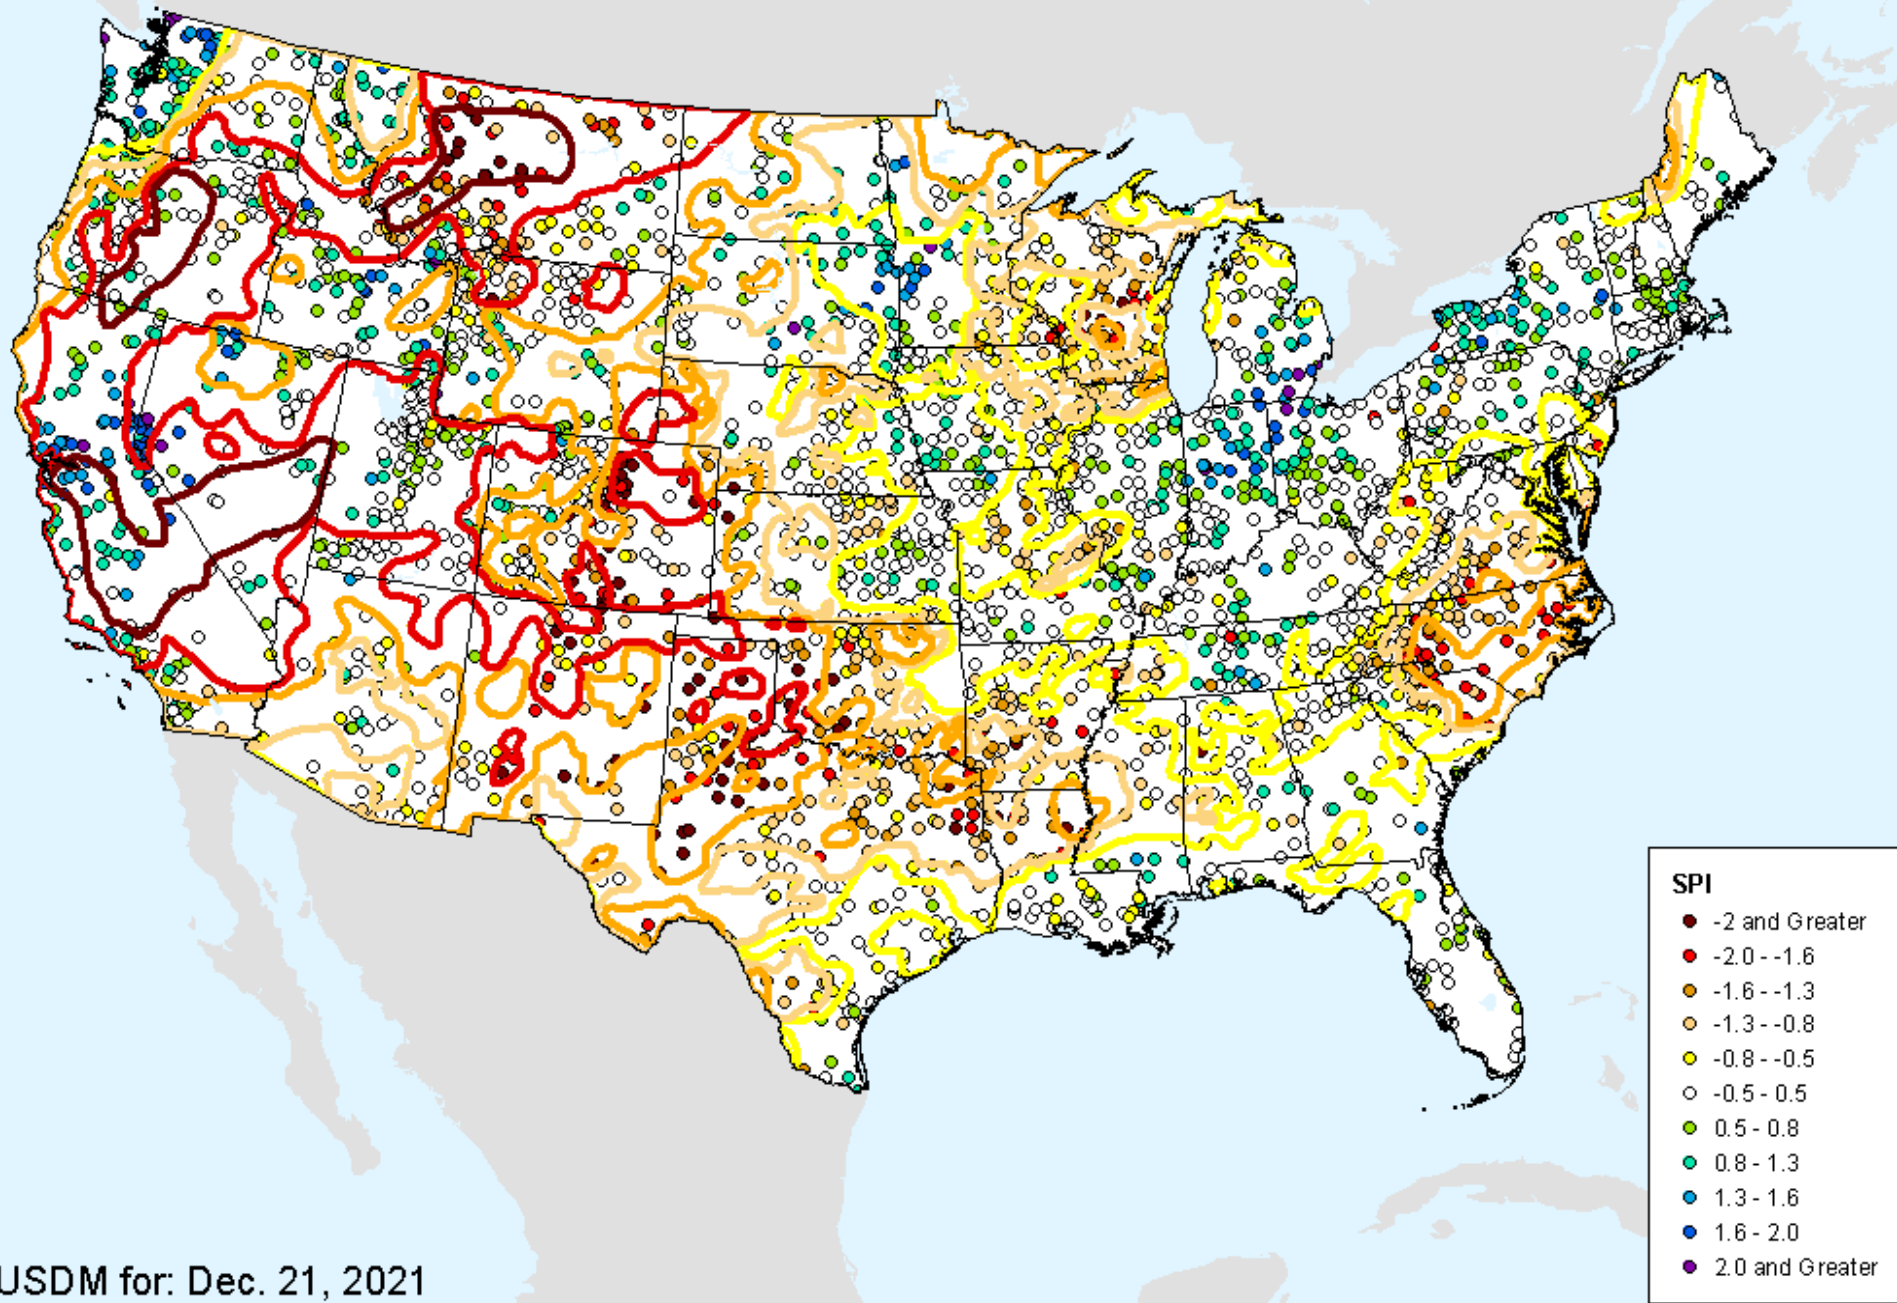 SPI
-2 and Greater
-2.0 - -1.6
-1.6 - -1.3
-1.3 - -0.8
-0.8 - -0.5
-0.5 - 0.5
0.5 - 0.8
0.8 - 1.3
1.3 - 1.6
1.6 - 2.0
2.0 and Greater
USDM for: Dec. 21, 2021